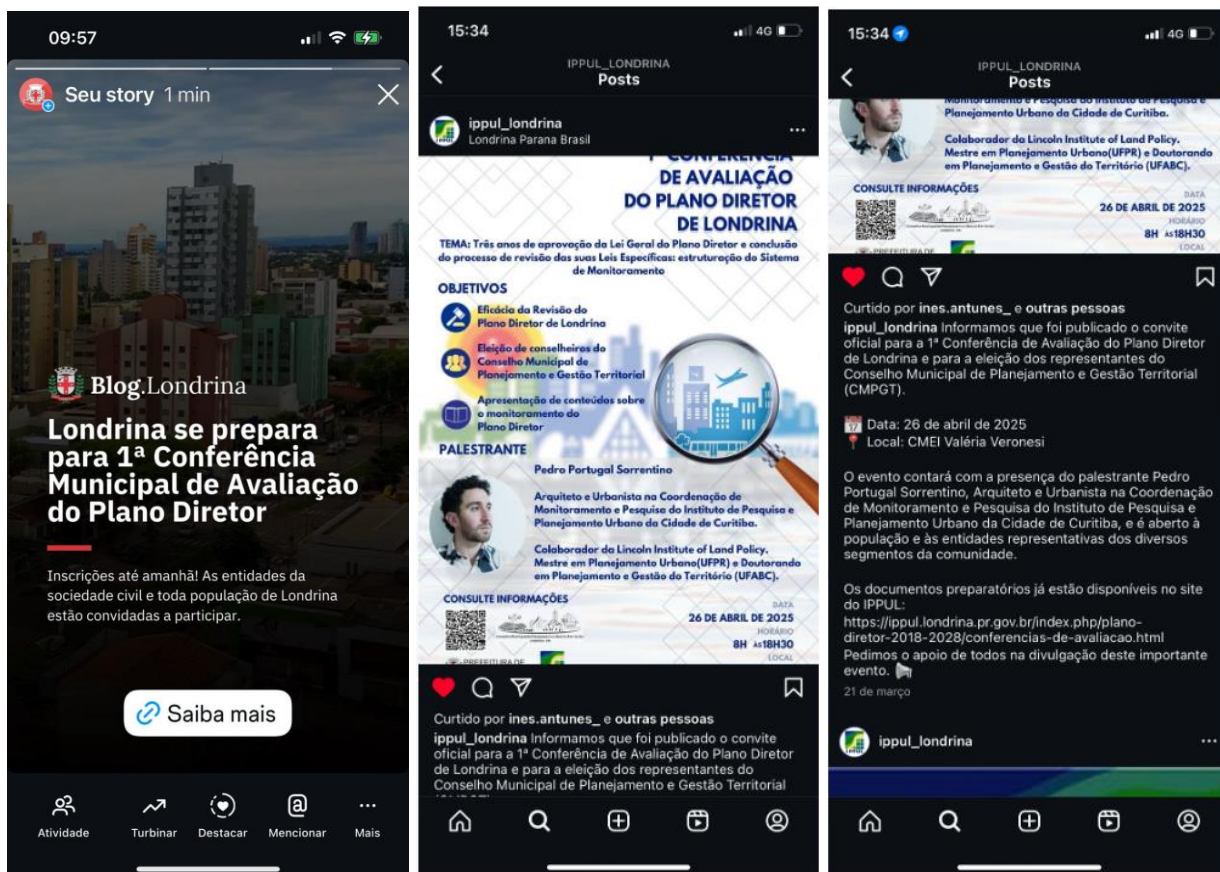 09:57
Seu story 1 min
Blog.Londrina
Londrina se prepara
para 1ª Conferência
Municipal de Avaliação
do Plano Diretor
Inscrições até amanhã! As entidades da
sociedade civil e toda população de Londrina
estão convidadas a participar.
Saiba mais
Atividade
Turbinar
Destacar
Mencionar
Mais
15:34
4G
IPPUL_LONDRINA
Posts
ippul_londrina
Londrina Parana Brasil
1ª CONFERÊNCIA
DE AVALIAÇÃO
DO PLANO DIRETOR
DE LONDRINA
TEMA: Três anos de aprovação da Lei Geral do Plano Diretor e conclusão
do processo de revisão das suas Leis Específicas: estruturação do Sistema
de Monitoramento
OBJETIVOS
Eficácia da Revisão do
Plano Diretor de Londrina
Eleição de conselheiros do
Conselho Municipal de
Planejamento e Gestão Territorial
Apresentação de conteúdos sobre
o monitoramento do
Plano Diretor
PALESTRANTE
Pedro Portugal Sorrentino
Arquiteto e Urbanista na Coordenação de
Monitoramento e Pesquisa do Instituto de Pesquisa e
Planejamento Urbano da Cidade de Curitiba.
Colaborador da Lincoln Institute of Land Policy.
Mestre em Planejamento Urbano(UFPR) e Doutorando
em Planejamento e Gestão do Território (UFABC).
CONSULTE INFORMAÇÕES
DATA
26 DE ABRIL DE 2025
HORÁRIO
8H ÀS 18H30
LOCAL
PREFEITURA DE
Curtido por ines.antunes_ e outras pessoas
ippul_londrina Informamos que foi publicado o convite
oficial para a 1ª Conferência de Avaliação do Plano Diretor
de Londrina e para a eleição dos representantes do
Conselho Municipal de Planejamento e Gestão Territorial
15:34
4G
IPPUL_LONDRINA
Posts
Monitoramento e Pesquisa do Instituto de Pesquisa e
Planejamento Urbano da Cidade de Curitiba.
Colaborador da Lincoln Institute of Land Policy.
Mestre em Planejamento Urbano(UFPR) e Doutorando
em Planejamento e Gestão do Território (UFABC).
CONSULTE INFORMAÇÕES
DATA
26 DE ABRIL DE 2025
HORÁRIO
8H ÀS 18H30
LOCAL
PREFEITURA DE
Curtido por ines.antunes_ e outras pessoas
ippul_londrina Informamos que foi publicado o convite
oficial para a 1ª Conferência de Avaliação do Plano Diretor
de Londrina e para a eleição dos representantes do
Conselho Municipal de Planejamento e Gestão Territorial
(CMPGT).
Data: 26 de abril de 2025
Local: CMEI Valéria Veronesi
O evento contará com a presença do palestrante Pedro
Portugal Sorrentino, Arquiteto e Urbanista na Coordenação
de Monitoramento e Pesquisa do Instituto de Pesquisa e
Planejamento Urbano da Cidade de Curitiba, e é aberto à
população e às entidades representativas dos diversos
segmentos da comunidade.
Os documentos preparatórios já estão disponíveis no site
do IPPUL:
https://ippul.londrina.pr.gov.br/index.php/plano-
diretor-2018-2028/conferencias-de-avaliacao.html
Pedimos o apoio de todos na divulgação deste importante
evento.
21 de março
ippul_londrina